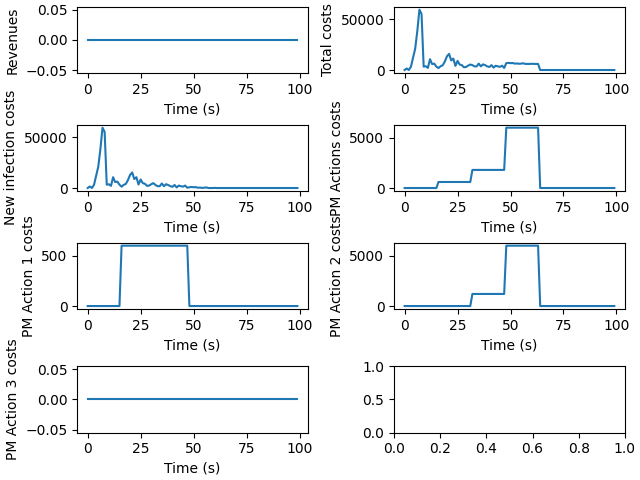 Revenues
0.05
0.00
−0.05
0 25 50 75 100
Time (s)
Total costs
50000
0
0 25 50 75 100
Time (s)
New infection costs
50000
0
0 25 50 75 100
Time (s)
PM Actions costs
5000
0
0 25 50 75 100
Time (s)
PM Action 1 costs
500
0
0 25 50 75 100
Time (s)
PM Action 2 costs
5000
0
0 25 50 75 100
Time (s)
PM Action 3 costs
0.05
0.00
−0.05
0 25 50 75 100
Time (s)
1.0
0.5
0.0
0.0 0.2 0.4 0.6 0.8 1.0